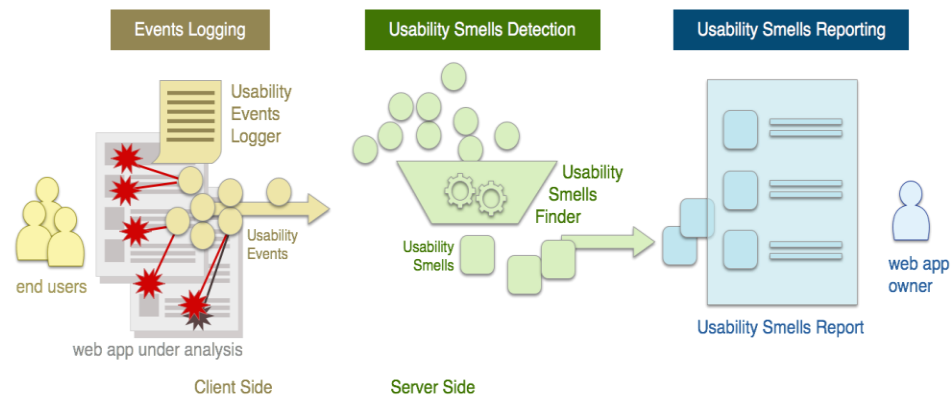 Events Logging
Usability Smells Detection
Usability Smells Reporting
Usability
Events
Logger
Usability
Smells
Finder
Usability
Events
Usability
Smells
end users
web app
owner
web app under analysis
Usability Smells Report
Client Side
Server Side